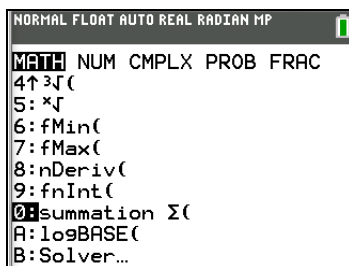 NORMAL FLOAT AUTO REAL RADIAN MP
MATH NUM CMPLX PROB FRAC
4↑³√(
5:ˣ√
6:fMin(
7:fMax(
8:nDeriv(
9:fnInt(
0:summation Σ(
A:logBASE(
B:Solver…